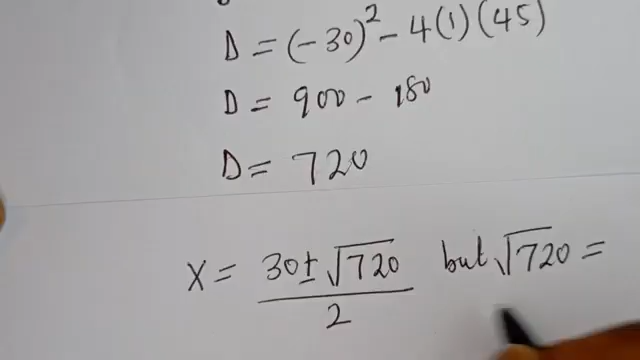 D = (-30)² - 4(1)(45)
D = 900 - 180
D = 720
X = 30±√720 / 2 but √720 =